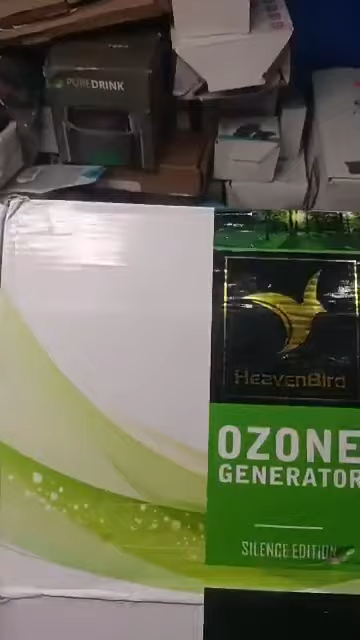 PUREDRINK
HeavenBird
OZONE
GENERATOR
SILENCE EDITION